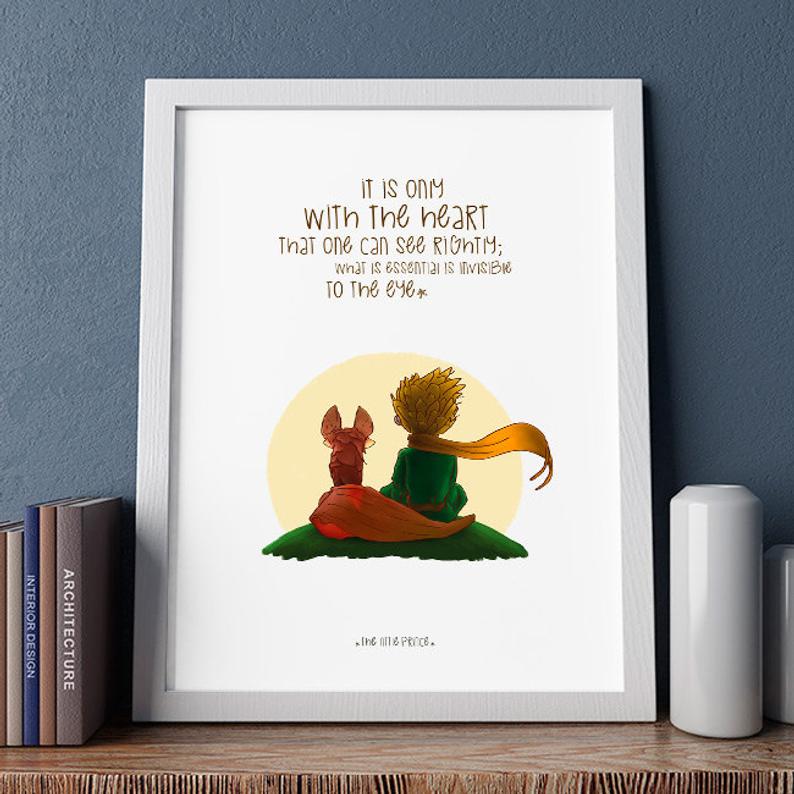 it is only
with the heart
that one can see rightly;
what is essential is invisible
to the eye
the little prince
INTERIOR DESIGN
ARCHITECTURE